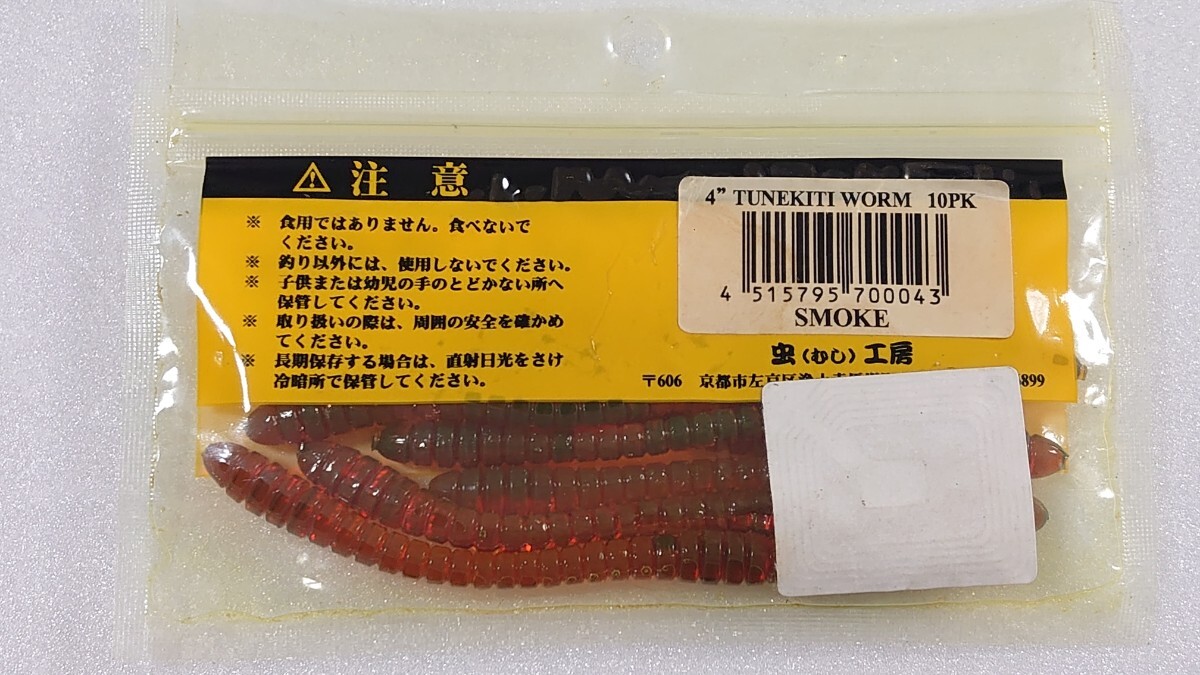 ⚠ 注 意
※ 食用ではありません。食べないで
ください。
※ 釣り以外には、使用しないでください。
※ 子供または幼児の手のとどかない所へ
保管してください。
※ 取り扱いの際は、周囲の安全を確かめ
てください。
※ 長期保存する場合は、直射日光をさけ
冷暗所で保管してください。
4” TUNEKITI WORM 10PK
4 515795 700043
SMOKE
虫(むし)工房
〒606 京都市左京区浄土寺
899